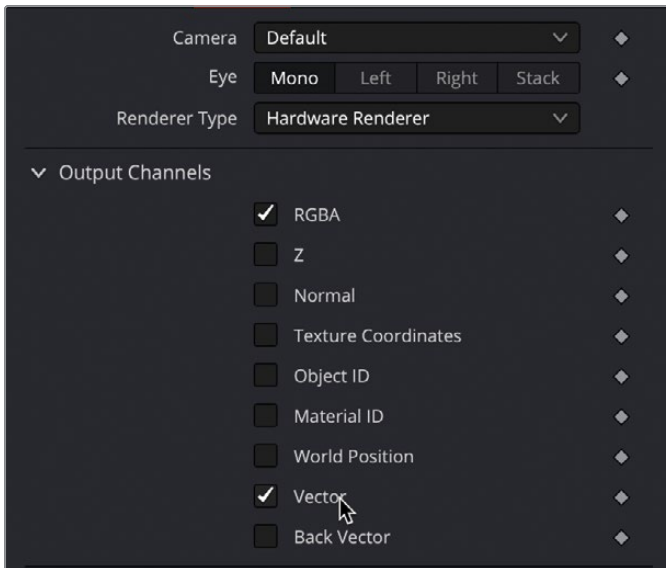 Camera Default
Eye Mono Left Right Stack
Renderer Type Hardware Renderer
Output Channels
RGBA
Z
Normal
Texture Coordinates
Object ID
Material ID
World Position
Vector
Back Vector